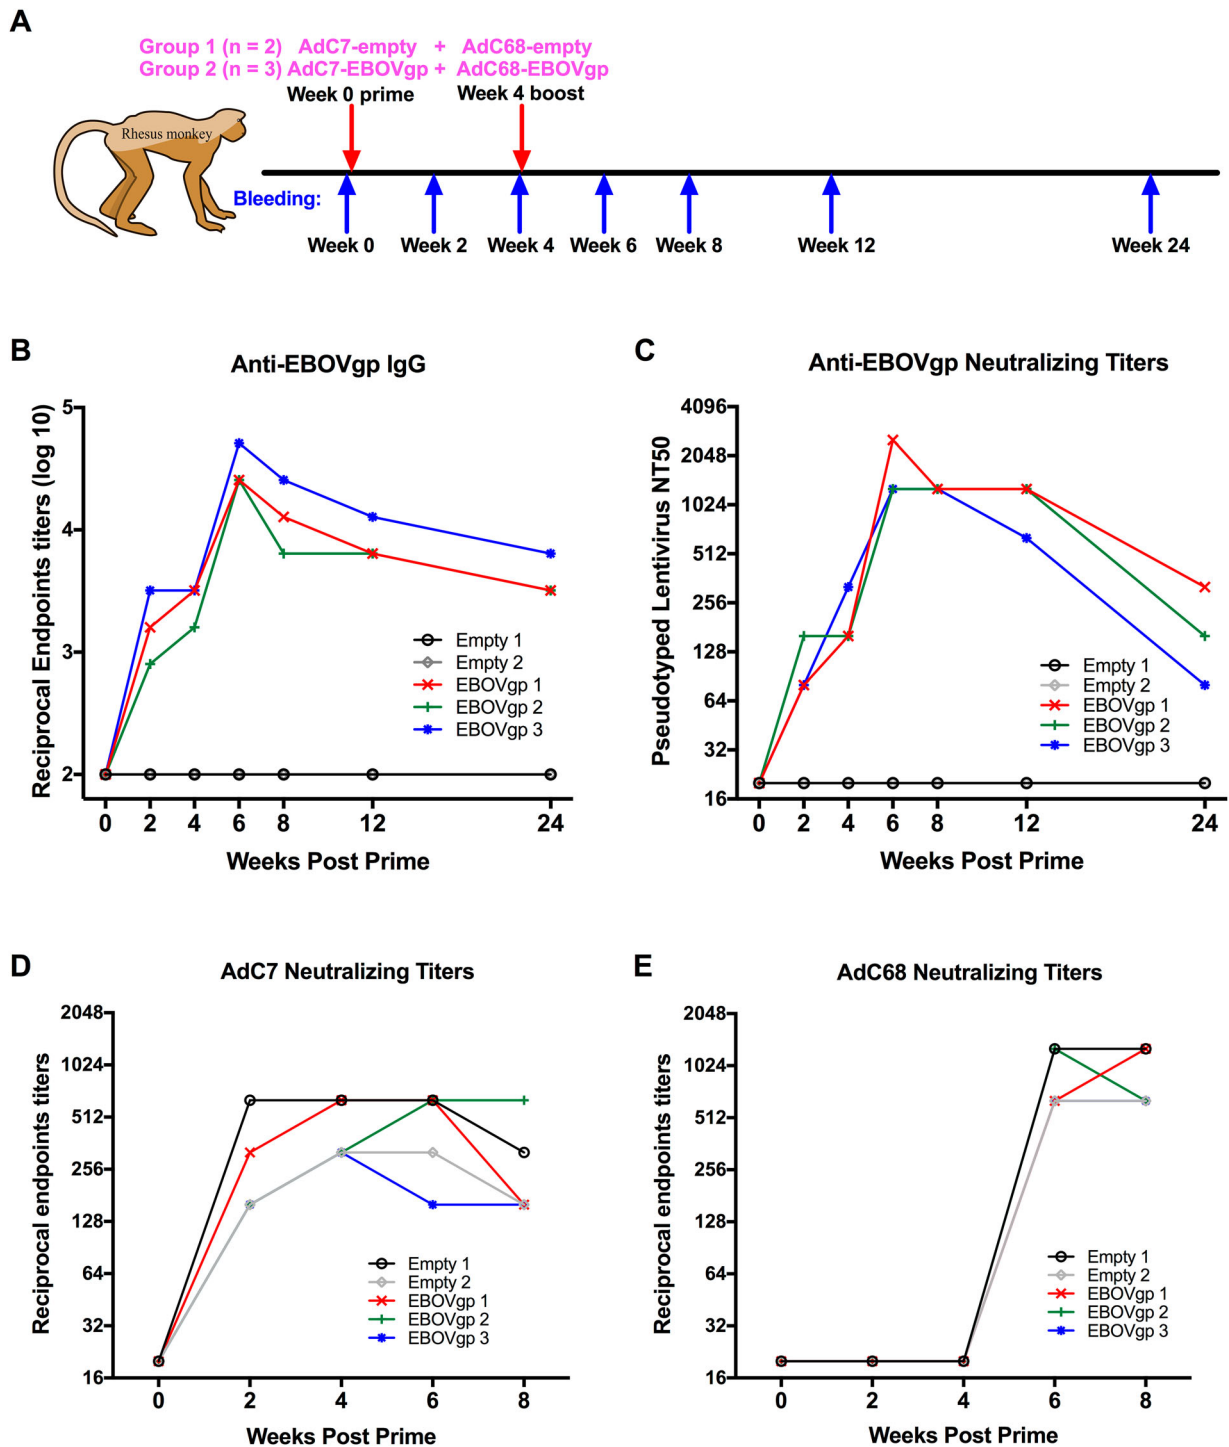 A
Group 1 (n = 2) AdC7-empty + AdC68-empty
Group 2 (n = 3) AdC7-EBOVgp + AdC68-EBOVgp
Week 0 prime Week 4 boost
Rhesus monkey
Bleeding:
Week 0 Week 2 Week 4 Week 6 Week 8 Week 12 Week 24
B
Anti-EBOVgp IgG
Reciprocal Endpoints titers (log 10)
5
4
3
2
Empty 1
Empty 2
EBOVgp 1
EBOVgp 2
EBOVgp 3
0 2 4 6 8 12 24
Weeks Post Prime
C
Anti-EBOVgp Neutralizing Titers
Pseudotyped Lentivirus NT50
4096
2048
1024
512
256
128
64
32
16
Empty 1
Empty 2
EBOVgp 1
EBOVgp 2
EBOVgp 3
0 2 4 6 8 12 24
Weeks Post Prime
D
AdC7 Neutralizing Titers
Reciprocal endpoints titers
2048
1024
512
256
128
64
32
16
Empty 1
Empty 2
EBOVgp 1
EBOVgp 2
EBOVgp 3
0 2 4 6 8
Weeks Post Prime
E
AdC68 Neutralizing Titers
Reciprocal endpoints titers
2048
1024
512
256
128
64
32
16
Empty 1
Empty 2
EBOVgp 1
EBOVgp 2
EBOVgp 3
0 2 4 6 8
Weeks Post Prime